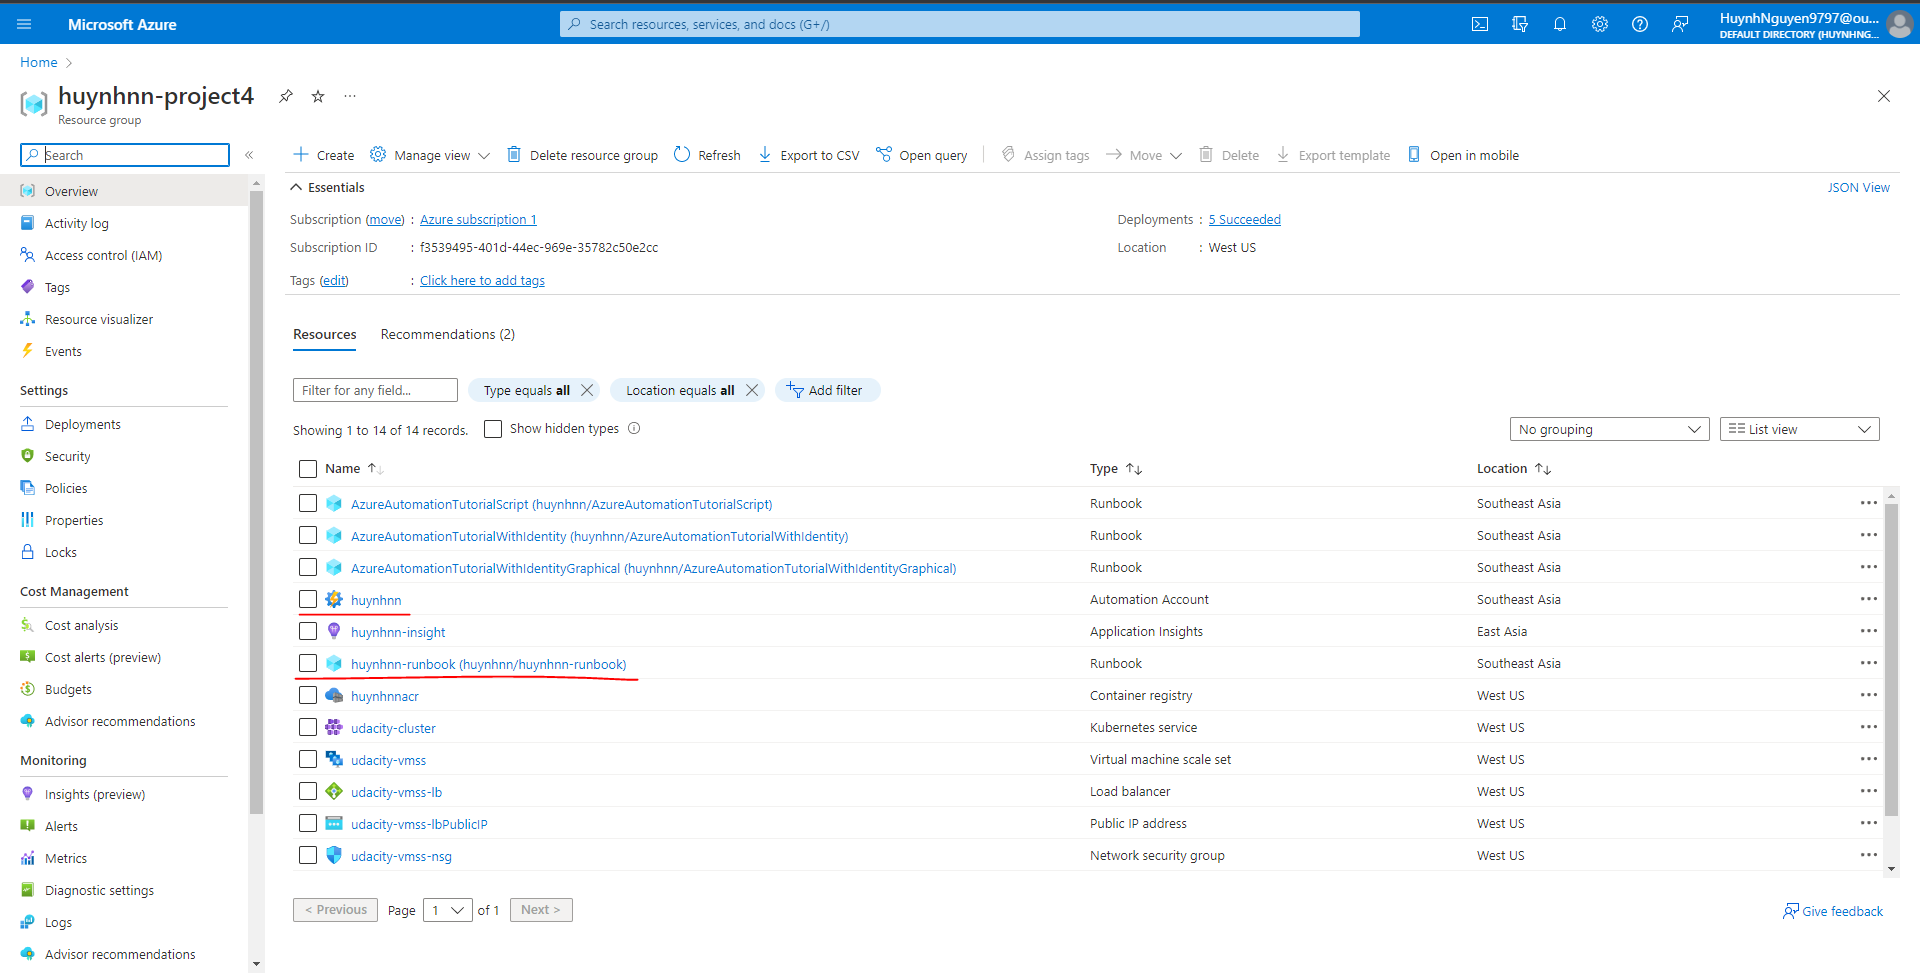 Microsoft Azure
Search resources, services, and docs (G+/)
HuynhNguyen9797@ou...
DEFAULT DIRECTORY (HUYNHNG...
Home
huynhnn-project4
Resource group
Search
Create
Manage view
Delete resource group
Refresh
Export to CSV
Open query
Assign tags
Move
Delete
Export template
Open in mobile
Overview
Activity log
Access control (IAM)
Tags
Resource visualizer
Events
Settings
Deployments
Security
Policies
Properties
Locks
Cost Management
Cost analysis
Cost alerts (preview)
Budgets
Advisor recommendations
Monitoring
Insights (preview)
Alerts
Metrics
Diagnostic settings
Logs
Advisor recommendations
Essentials
JSON View
Subscription (move) : Azure subscription 1
Deployments : 5 Succeeded
Subscription ID : f3539495-401d-44ec-969e-35782c50e2cc
Location : West US
Tags (edit) : Click here to add tags
Resources
Recommendations (2)
Filter for any field...
Type equals all
Location equals all
Add filter
Showing 1 to 14 of 14 records.
Show hidden types
No grouping
List view
Name Type Location
AzureAutomationTutorialScript (huynhnn/AzureAutomationTutorialScript) Runbook Southeast Asia
AzureAutomationTutorialWithIdentity (huynhnn/AzureAutomationTutorialWithIdentity) Runbook Southeast Asia
AzureAutomationTutorialWithIdentityGraphical (huynhnn/AzureAutomationTutorialWithIdentityGraphical) Runbook Southeast Asia
huynhnn Automation Account Southeast Asia
huynhnn-insight Application Insights East Asia
huynhnn-runbook (huynhnn/huynhnn-runbook) Runbook Southeast Asia
huynhnnacr Container registry West US
udacity-cluster Kubernetes service West US
udacity-vmss Virtual machine scale set West US
udacity-vmss-lb Load balancer West US
udacity-vmss-lbPublicIP Public IP address West US
udacity-vmss-nsg Network security group West US
< Previous
Page 1 of 1
Next >
Give feedback